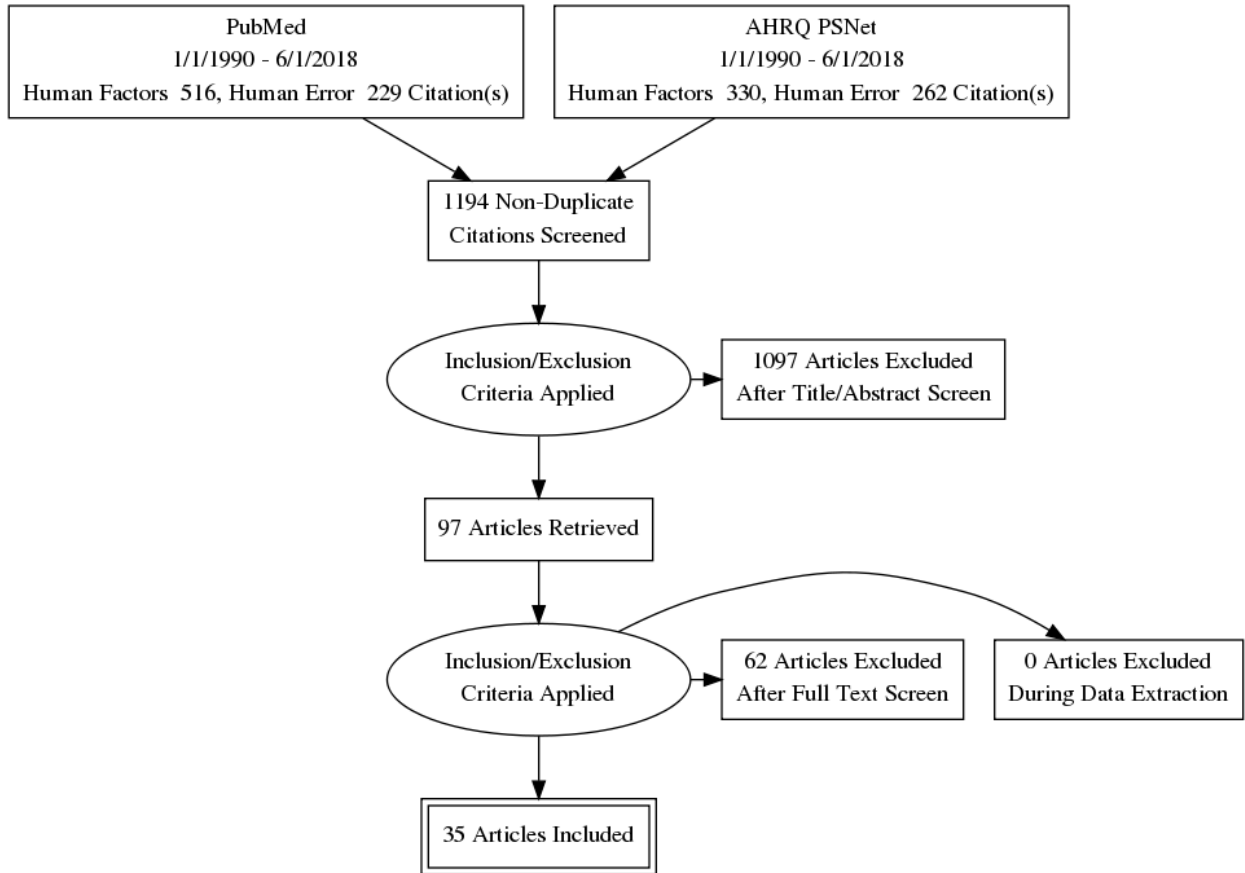 PubMed
1/1/1990 - 6/1/2018
Human Factors 516, Human Error 229 Citation(s)
AHRQ PSNet
1/1/1990 - 6/1/2018
Human Factors 330, Human Error 262 Citation(s)
1194 Non-Duplicate
Citations Screened
Inclusion/Exclusion
Criteria Applied
1097 Articles Excluded
After Title/Abstract Screen
97 Articles Retrieved
Inclusion/Exclusion
Criteria Applied
62 Articles Excluded
After Full Text Screen
0 Articles Excluded
During Data Extraction
35 Articles Included